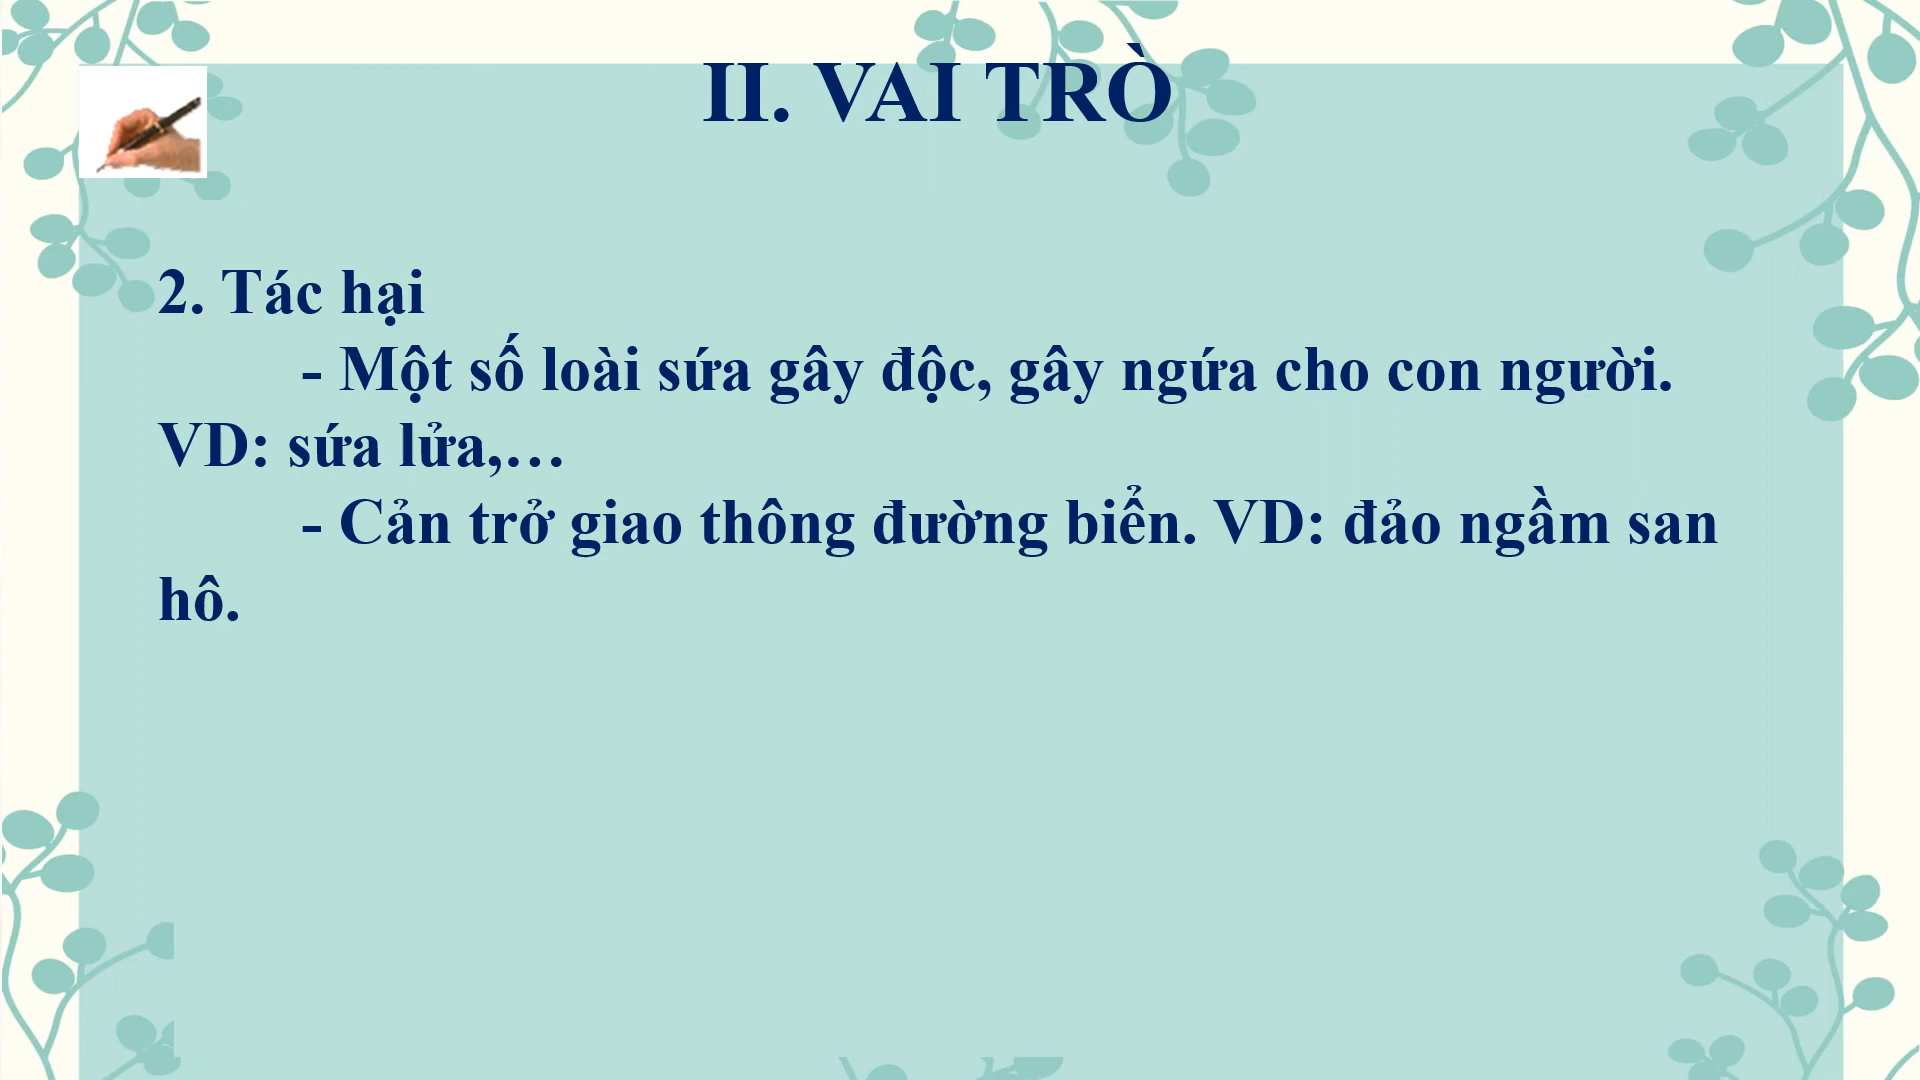 II. VAI TRÒ
2. Tác hại
- Một số loài sứa gây độc, gây ngứa cho con người.
VD: sứa lửa,…
- Cản trở giao thông đường biển. VD: đảo ngầm san
hô.